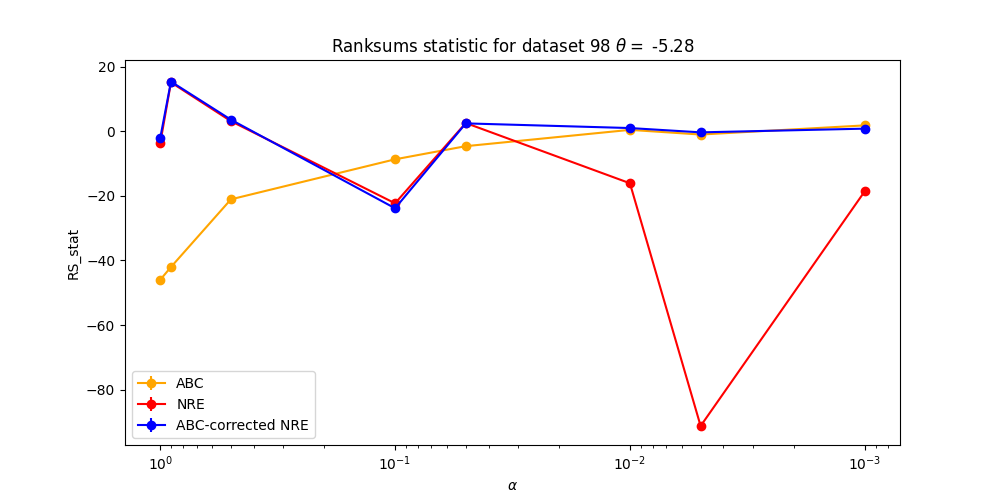 Ranksums statistic for dataset 98 θ = -5.28
20
0
−20
−40
−60
−80
RS_stat
ABC
NRE
ABC-corrected NRE
10⁰
10⁻¹
10⁻²
10⁻³
α